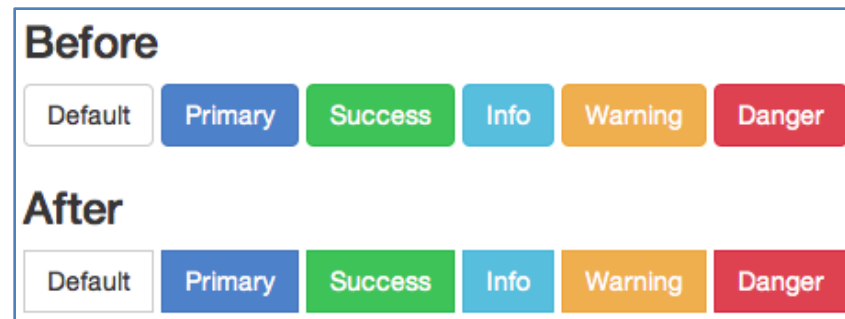 Before
Default Primary Success Info Warning Danger
After
Default Primary Success Info Warning Danger